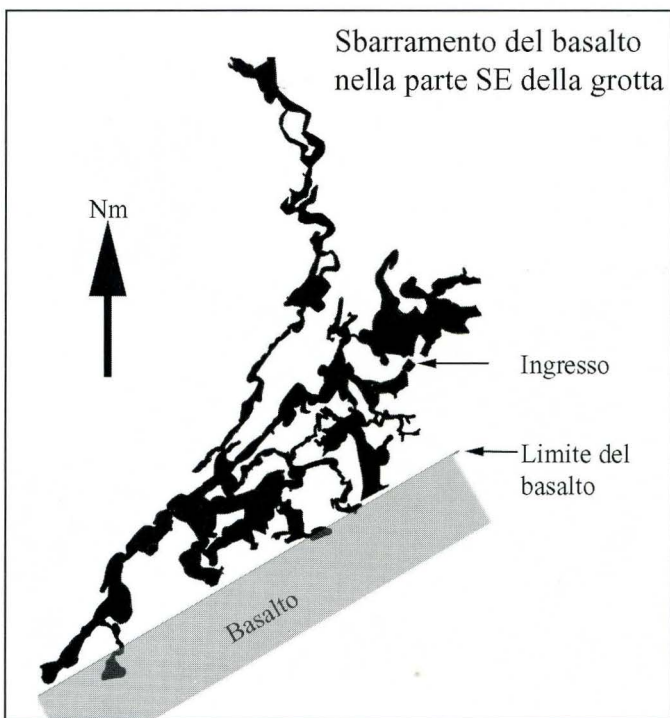 Sbarramento del basalto
nella parte SE della grotta
Nm
Ingresso
Limite del
basalto
Basalto